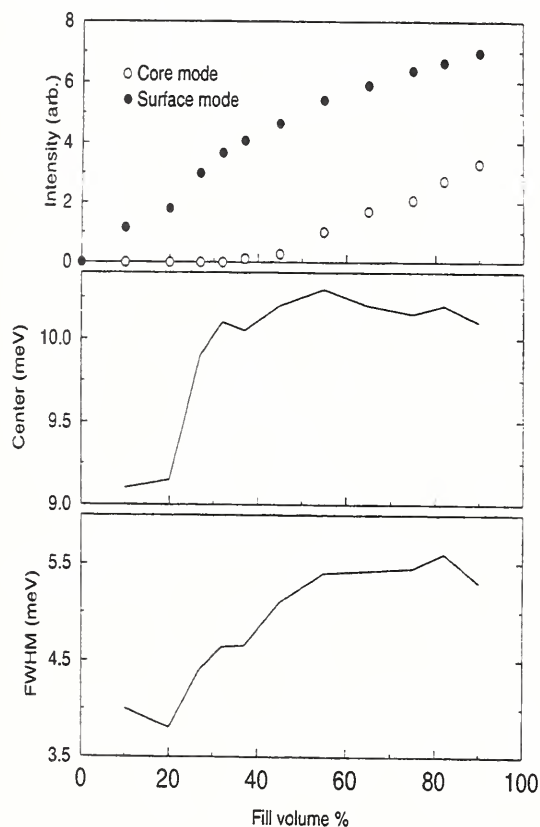 8
6
4
2
0
Intensity (arb.)
○ Core mode
● Surface mode
10.0
9.5
9.0
Center (meV)
5.5
4.5
3.5
FWHM (meV)
0 20 40 60 80 100
Fill volume %